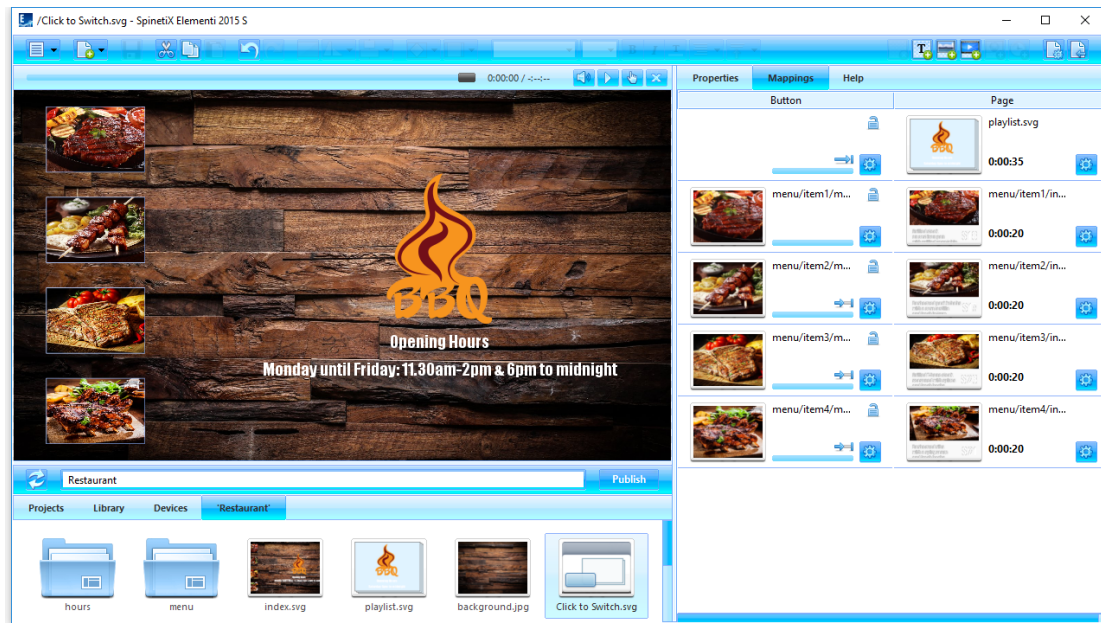 /Click to Switch.svg - SpinetiX Elementi 2015 S
T
0:00:00 / -:--:--
Properties
Mappings
Help
Button
Page
playlist.svg
0:00:35
menu/item1/m...
menu/item1/in...
0:00:20
menu/item2/m...
menu/item2/in...
0:00:20
menu/item3/m...
menu/item3/in...
0:00:20
menu/item4/m...
menu/item4/in...
0:00:20
BBQ
Opening Hours
Monday until Friday: 11.30am-2pm & 6pm to midnight
Restaurant
Publish
Projects
Library
Devices
'Restaurant'
hours
menu
index.svg
playlist.svg
background.jpg
Click to Switch.svg